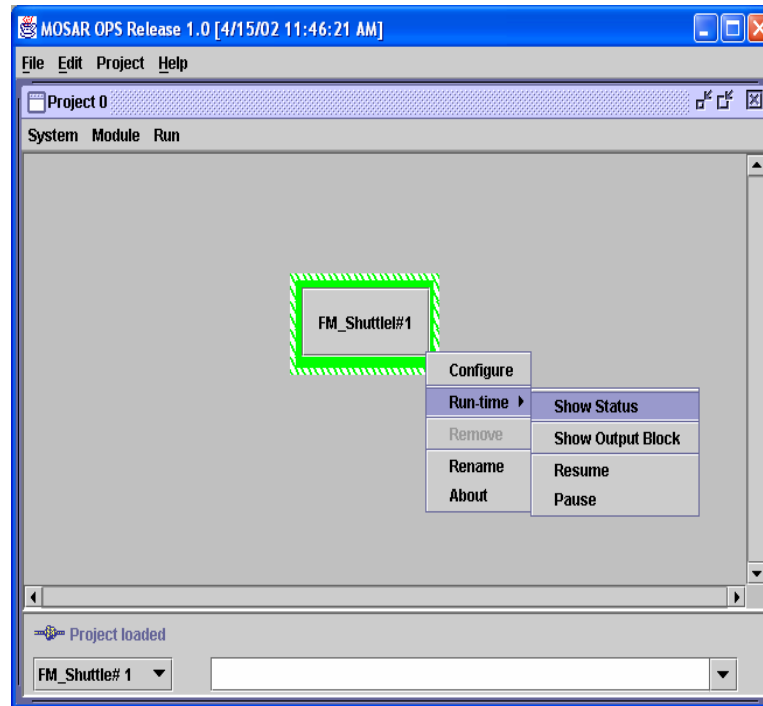 MOSAR OPS Release 1.0 [4/15/02 11:46:21 AM]
File Edit Project Help
Project 0
System Module Run
FM_Shuttlel#1
Configure
Run-time
Remove
Rename
About
Show Status
Show Output Block
Resume
Pause
Project loaded
FM_Shuttle# 1